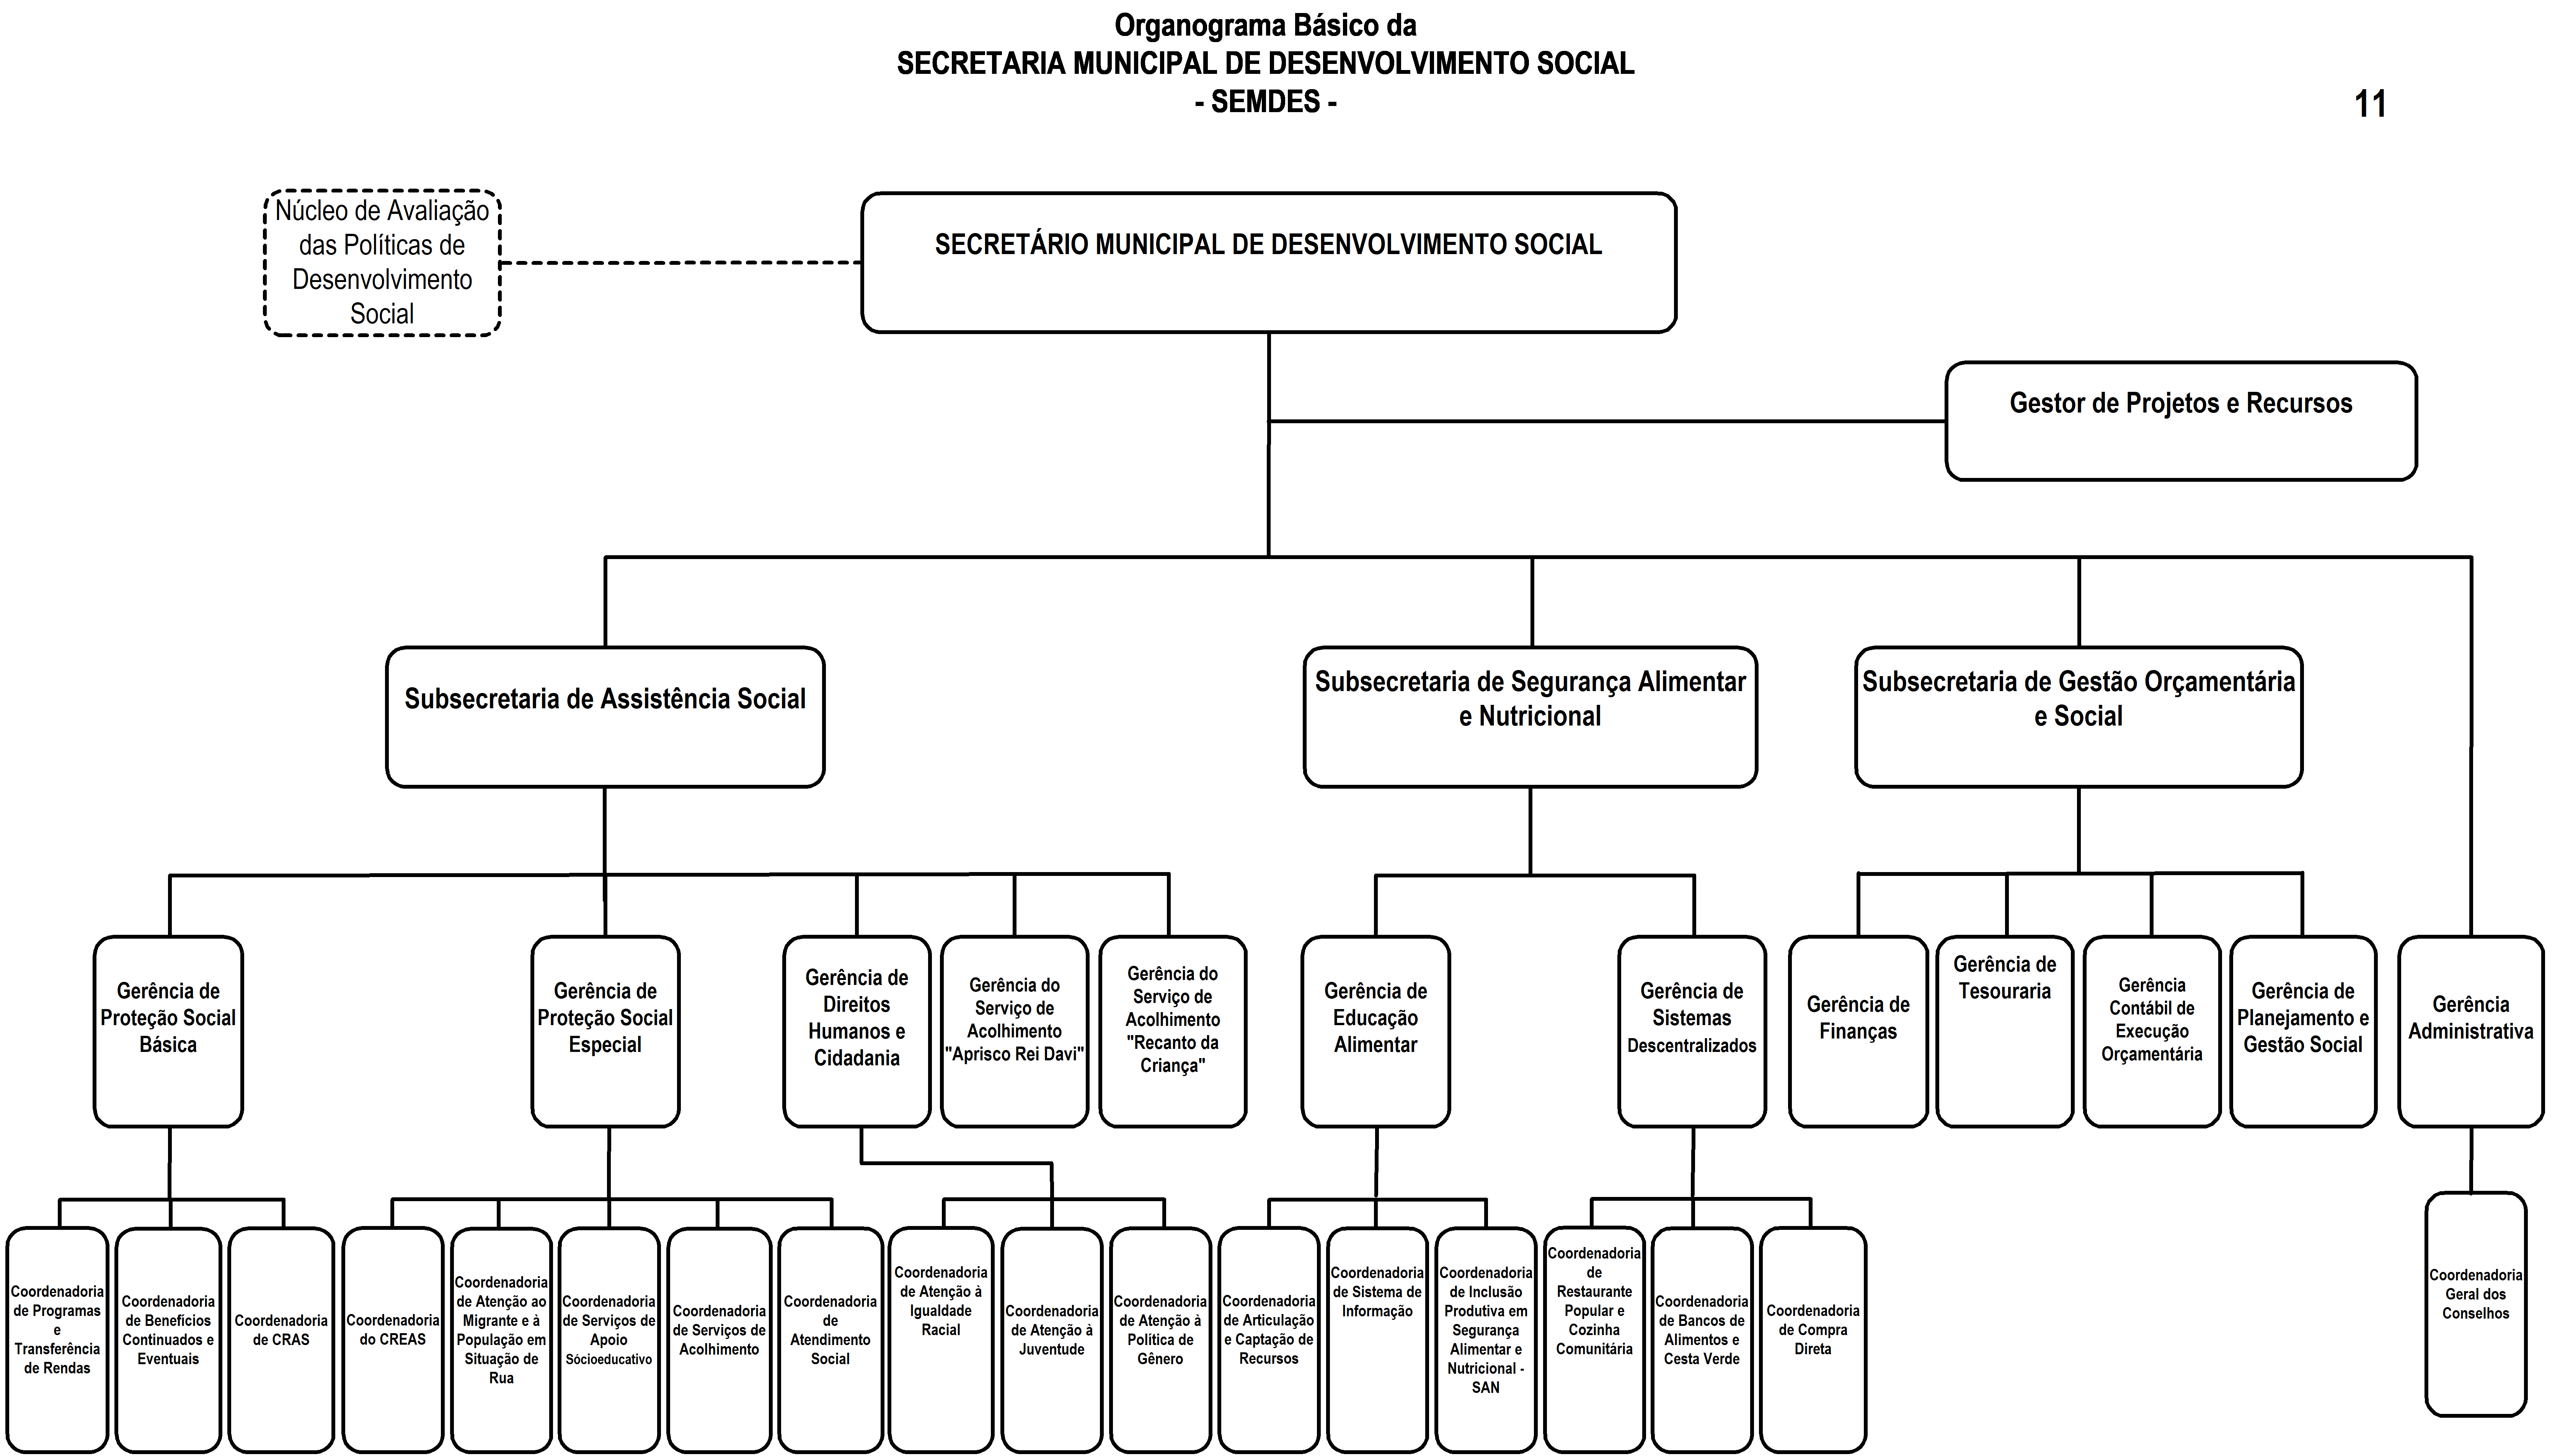 Organograma Básico da
SECRETARIA MUNICIPAL DE DESENVOLVIMENTO SOCIAL
- SEMDES -
11
Núcleo de Avaliação
das Políticas de
Desenvolvimento
Social
SECRETÁRIO MUNICIPAL DE DESENVOLVIMENTO SOCIAL
Gestor de Projetos e Recursos
Subsecretaria de Assistência Social
Subsecretaria de Segurança Alimentar
e Nutricional
Subsecretaria de Gestão Orçamentária
e Social
Gerência de
Proteção Social
Básica
Gerência de
Proteção Social
Especial
Gerência de
Direitos
Humanos e
Cidadania
Gerência do
Serviço de
Acolhimento
"Aprisco Rei Davi"
Gerência do
Serviço de
Acolhimento
"Recanto da
Criança"
Gerência de
Educação
Alimentar
Gerência de
Sistemas
Descentralizados
Gerência de
Finanças
Gerência de
Tesouraria
Gerência
Contábil de
Execução
Orçamentária
Gerência de
Planejamento e
Gestão Social
Gerência
Administrativa
Coordenadoria
de Programas
e
Transferência
de Rendas
Coordenadoria
de Benefícios
Continuados e
Eventuais
Coordenadoria
de CRAS
Coordenadoria
do CREAS
Coordenadoria
de Atenção ao
Migrante e à
População em
Situação de
Rua
Coordenadoria
de Serviços de
Apoio
Sócioeducativo
Coordenadoria
de Serviços de
Acolhimento
Coordenadoria
de
Atendimento
Social
Coordenadoria
de Atenção à
Igualdade
Racial
Coordenadoria
de Atenção à
Juventude
Coordenadoria
de Atenção à
Política de
Gênero
Coordenadoria
de Articulação
e Captação de
Recursos
Coordenadoria
de Sistema de
Informação
Coordenadoria
de Inclusão
Produtiva em
Segurança
Alimentar e
Nutricional -
SAN
Coordenadoria
de
Restaurante
Popular e
Cozinha
Comunitária
Coordenadoria
de Bancos de
Alimentos e
Cesta Verde
Coordenadoria
de Compra
Direta
Coordenadoria
Geral dos
Conselhos